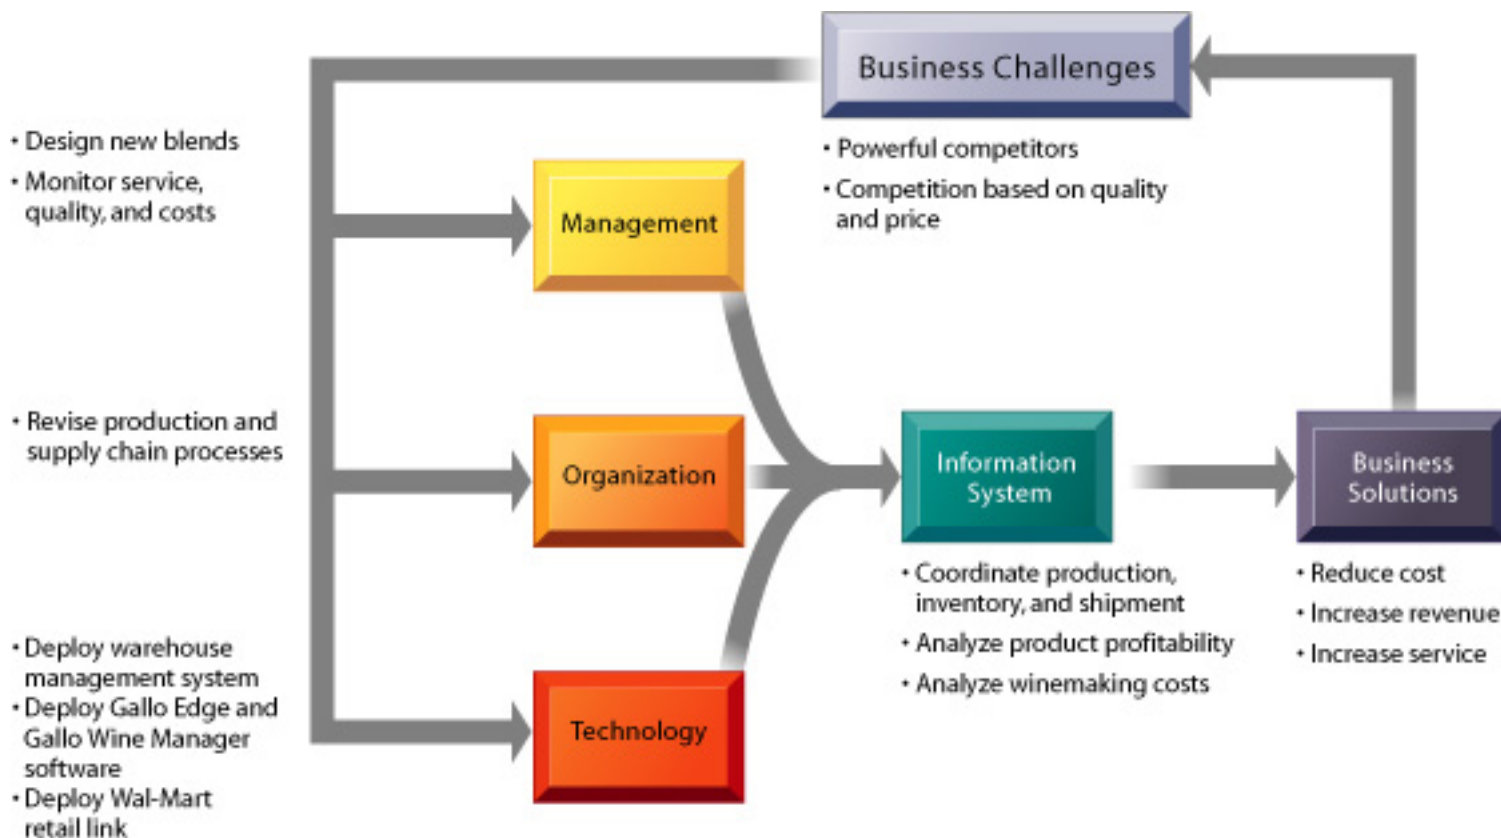 Business Challenges
• Powerful competitors
• Competition based on quality
and price
• Design new blends
• Monitor service,
quality, and costs
Management
• Revise production and
supply chain processes
Organization
• Deploy warehouse
management system
• Deploy Gallo Edge and
Gallo Wine Manager
software
• Deploy Wal-Mart
retail link
Technology
Information
System
• Coordinate production,
inventory, and shipment
• Analyze product profitability
• Analyze winemaking costs
Business
Solutions
• Reduce cost
• Increase revenue
• Increase service